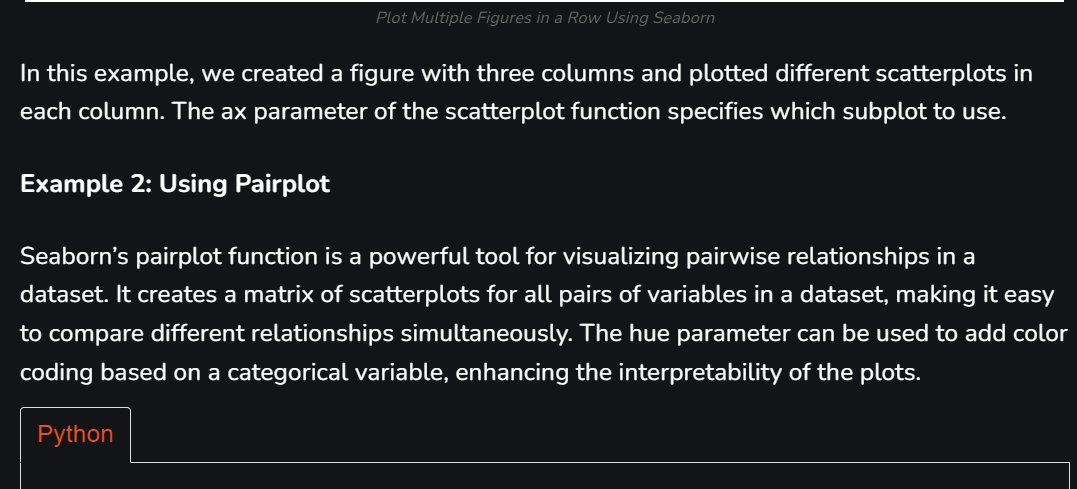 Plot Multiple Figures in a Row Using Seaborn
In this example, we created a figure with three columns and plotted different scatterplots in
each column. The ax parameter of the scatterplot function specifies which subplot to use.
Example 2: Using Pairplot
Seaborn’s pairplot function is a powerful tool for visualizing pairwise relationships in a
dataset. It creates a matrix of scatterplots for all pairs of variables in a dataset, making it easy
to compare different relationships simultaneously. The hue parameter can be used to add color
coding based on a categorical variable, enhancing the interpretability of the plots.
Python